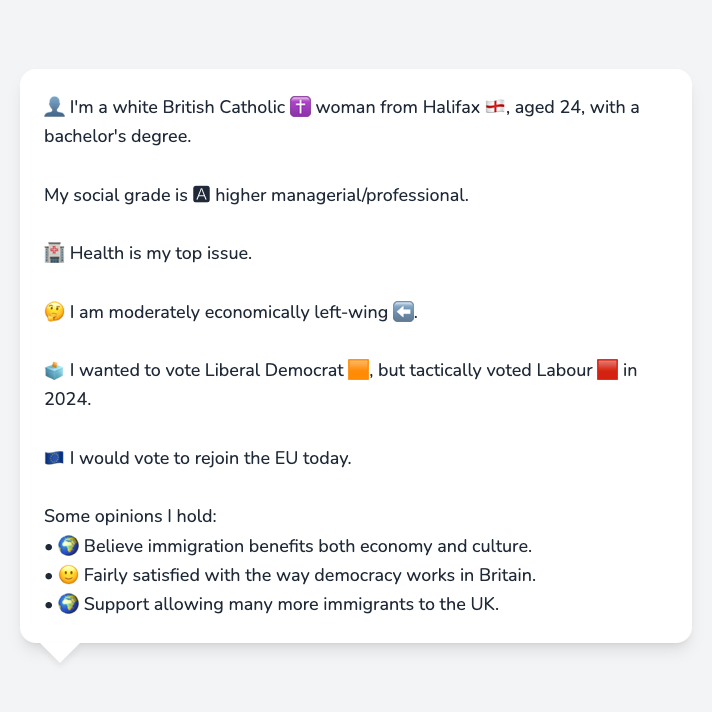 👤 I'm a white British Catholic ✝️ woman from Halifax 🏴󠁧󠁢󠁥󠁮󠁧󠁿, aged 24, with a
bachelor's degree.
My social grade is 🅰️ higher managerial/professional.
🏥 Health is my top issue.
🤔 I am moderately economically left-wing ⬅️.
🗳️ I wanted to vote Liberal Democrat 🟧, but tactically voted Labour 🟥 in
2024.
🇪🇺 I would vote to rejoin the EU today.
Some opinions I hold:
• 🌍 Believe immigration benefits both economy and culture.
• 🙂 Fairly satisfied with the way democracy works in Britain.
• 🌍 Support allowing many more immigrants to the UK.